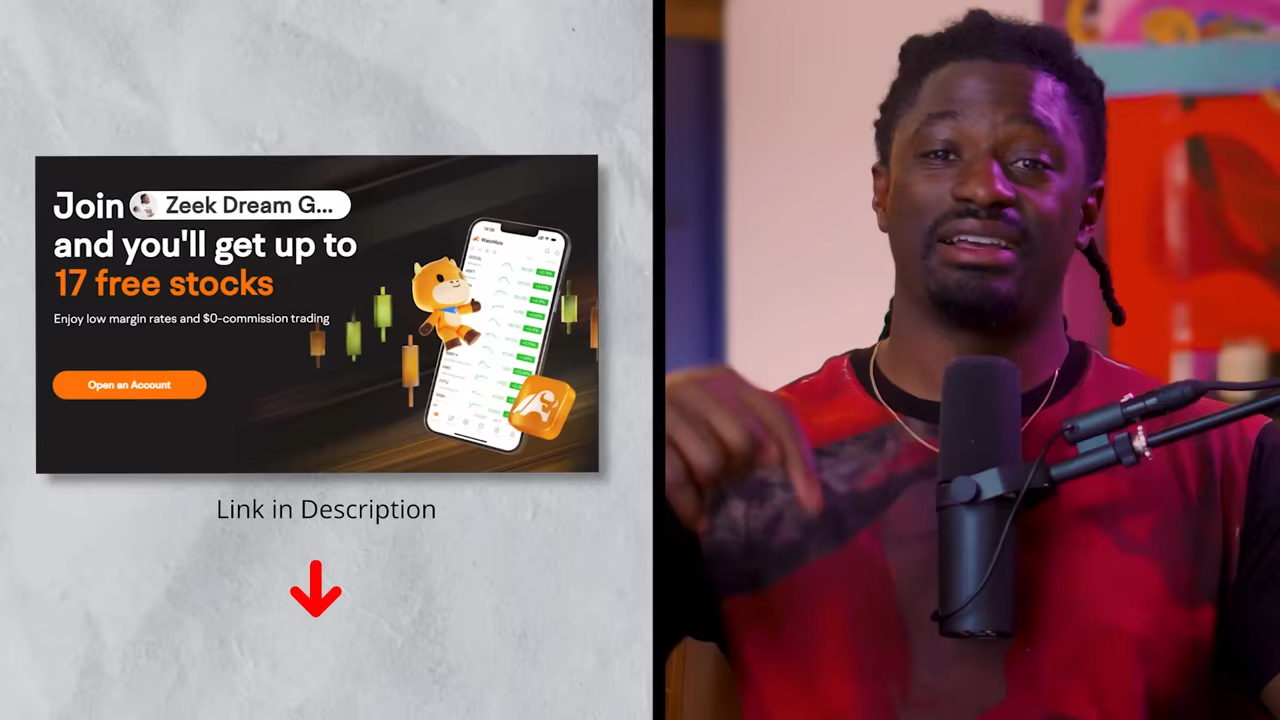 Join Zeek Dream G...
and you'll get up to
17 free stocks
Enjoy low margin rates and $0-commission trading
Open an Account
Link in Description